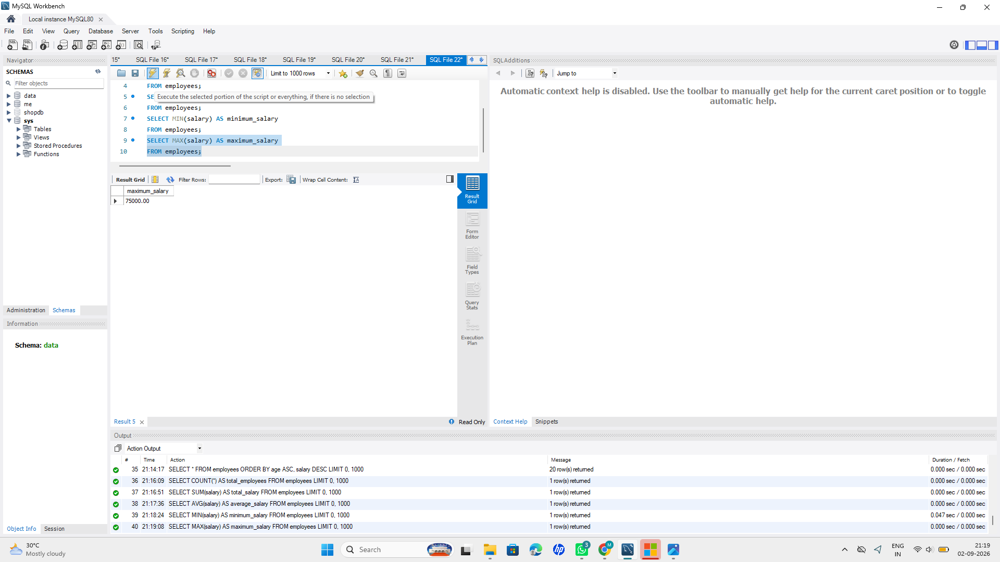 MySQL Workbench
Local instance MySQL80
File Edit View Query Database Server Tools Scripting Help
Navigator
SCHEMAS
Filter objects
data
me
shopdb
sys
Tables
Views
Stored Procedures
Functions
Administration Schemas
Information
Schema: data
Object Info Session
15* SQL File 16* SQL File 17* SQL File 18* SQL File 19* SQL File 20* SQL File 21* SQL File 22*
Limit to 1000 rows
4 FROM employees;
5 SE
Execute the selected portion of the script or everything, if there is no selection
6 FROM employees;
7 SELECT MIN(salary) AS minimum_salary
8 FROM employees;
9 SELECT MAX(salary) AS maximum_salary
10 FROM employees;
Result Grid Filter Rows: Export: Wrap Cell Content:
maximum_salary
75000.00
Result Grid
Form Editor
Field Types
Query Stats
Execution Plan
Result 5 Read Only
SQLAdditions
Jump to
Automatic context help is disabled. Use the toolbar to manually get help for the current caret position or to toggle
automatic help.
Context Help Snippets
Output
Action Output
# Time Action Message Duration / Fetch
35 21:14:17 SELECT * FROM employees ORDER BY age ASC, salary DESC LIMIT 0, 1000 20 row(s) returned 0.000 sec / 0.000 sec
36 21:16:09 SELECT COUNT(*) AS total_employees FROM employees LIMIT 0, 1000 1 row(s) returned 0.000 sec / 0.000 sec
37 21:16:51 SELECT SUM(salary) AS total_salary FROM employees LIMIT 0, 1000 1 row(s) returned 0.000 sec / 0.000 sec
38 21:17:36 SELECT AVG(salary) AS average_salary FROM employees LIMIT 0, 1000 1 row(s) returned 0.000 sec / 0.000 sec
39 21:18:24 SELECT MIN(salary) AS minimum_salary FROM employees LIMIT 0, 1000 1 row(s) returned 0.047 sec / 0.000 sec
40 21:19:08 SELECT MAX(salary) AS maximum_salary FROM employees LIMIT 0, 1000 1 row(s) returned 0.000 sec / 0.000 sec
30°C
Mostly cloudy
Search
3
M
ENG
IN
21:19
02-09-2026